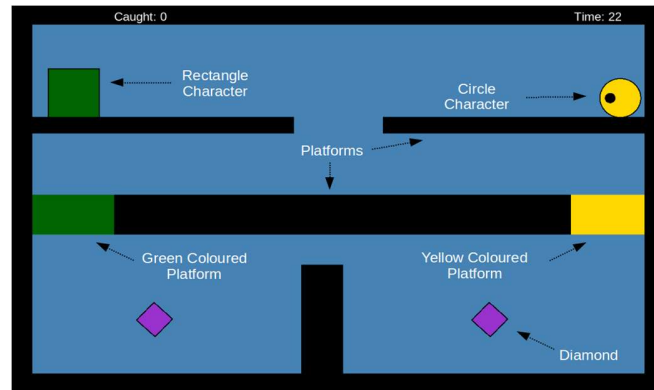 Caught: 0
Time: 22
Rectangle
Character
Circle
Character
Platforms
Green Coloured
Platform
Yellow Coloured
Platform
Diamond